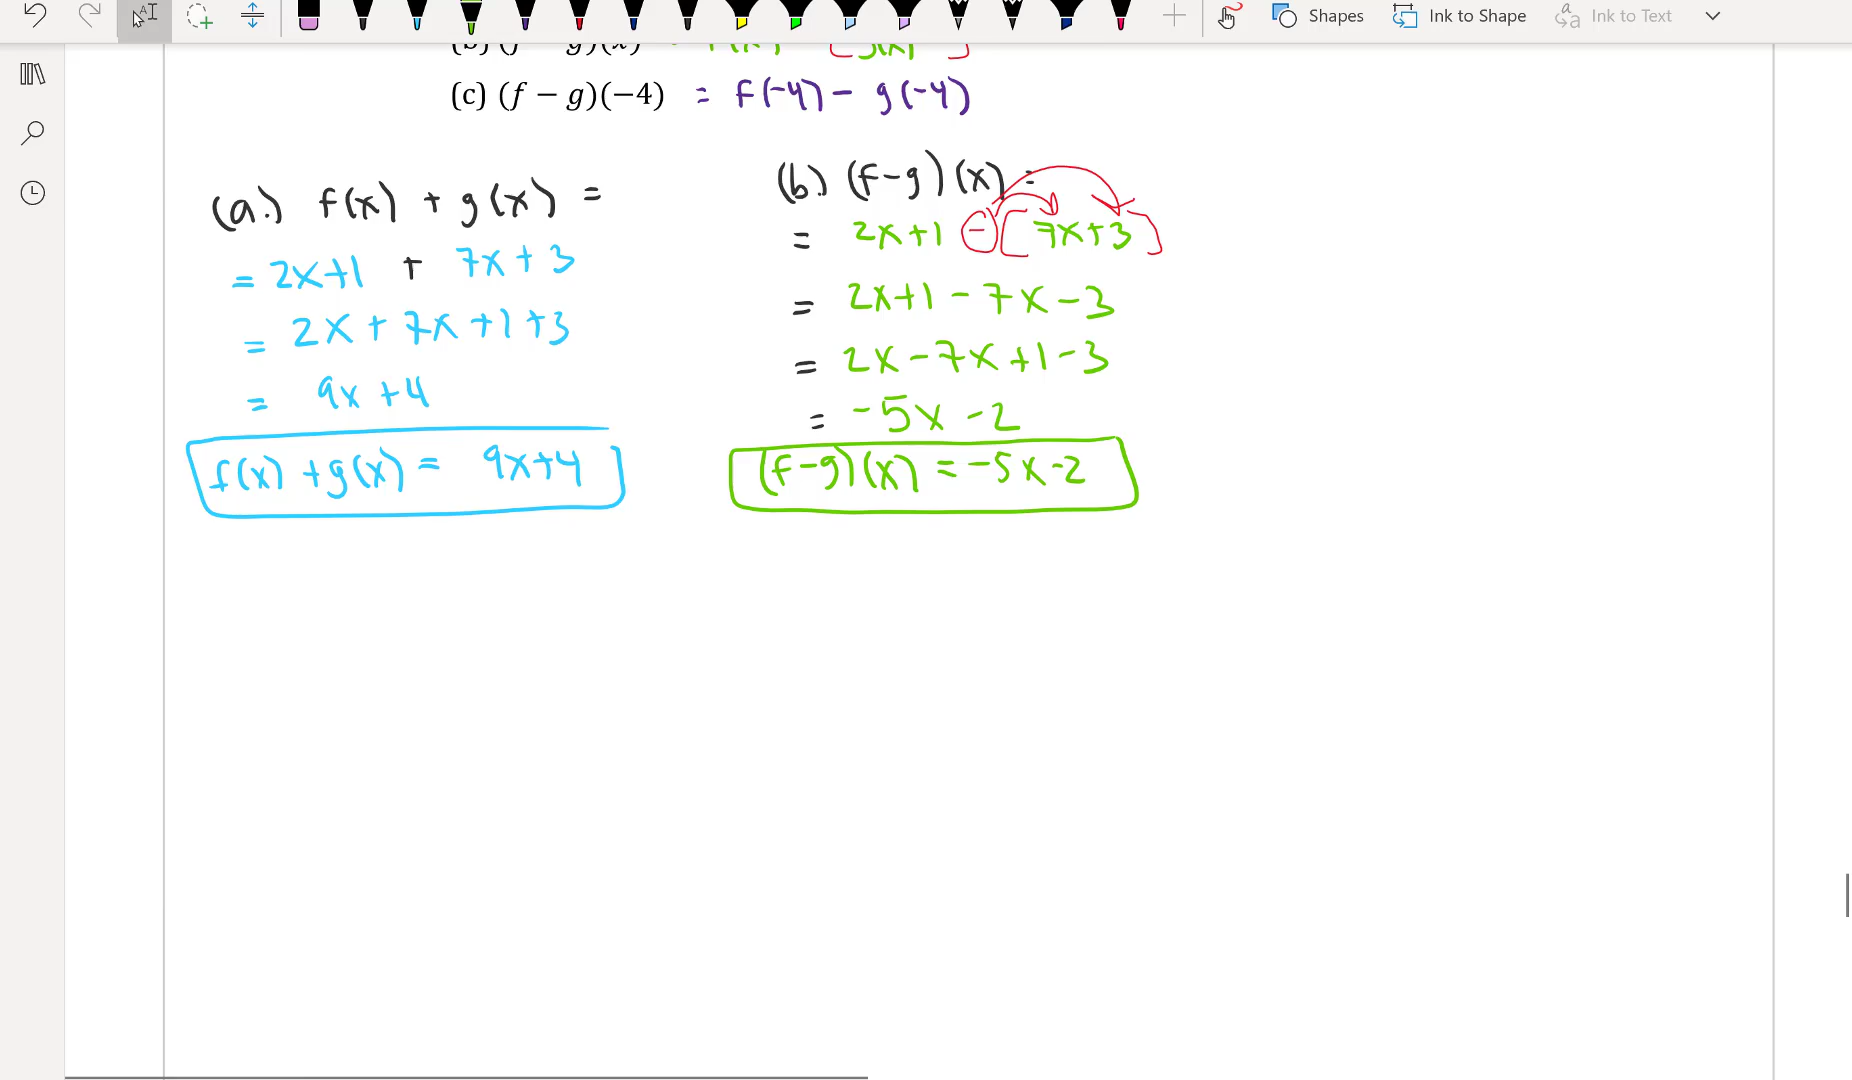 Shapes Ink to Shape Ink to Text
(c) (f − g)(−4) = f(-4) - g(-4)
(a.) f(x) + g(x) =
= 2x+1 + 7x+3
= 2x + 7x +1 +3
= 9x +4
f(x) + g(x) = 9x+4
(b.) (f-g)(x) =
= 2x+1 - [7x+3]
= 2x+1 - 7x - 3
= 2x - 7x +1 - 3
= -5x - 2
(f-g)(x) = -5x-2